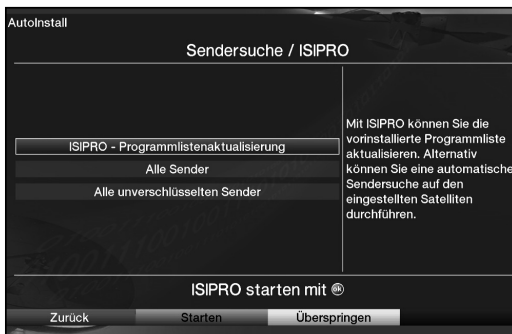 AutoInstall
Sendersuche / ISIPRO
ISIPRO - Programmlistenaktualisierung
Alle Sender
Alle unverschlüsselten Sender
Mit ISIPRO können Sie die
vorinstallierte Programmliste
aktualisieren. Alternativ
können Sie eine automatische
Sendersuche auf den
eingestellten Satelliten
durchführen.
ISIPRO starten mit OK
Zurück
Starten
Überspringen